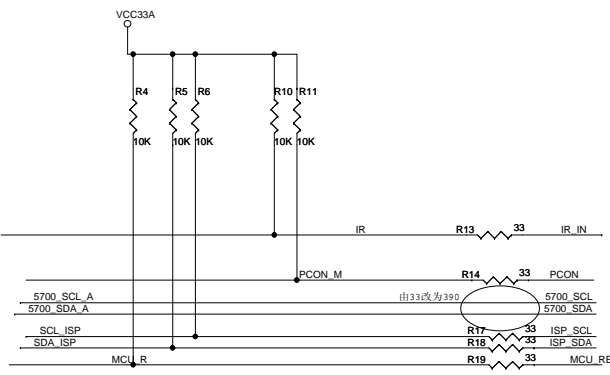 VCC33A
R4 R5 R6 R10 R11
10K 10K 10K 10K 10K
IR R13 33 IR_IN
PCON_M R14 33 PCON
5700_SCL_A 由33改为390 5700_SCL
5700_SDA_A 5700_SDA
SCL_ISP R17 33 ISP_SCL
SDA_ISP R18 33 ISP_SDA
MCU_R R19 33 MCU_RE